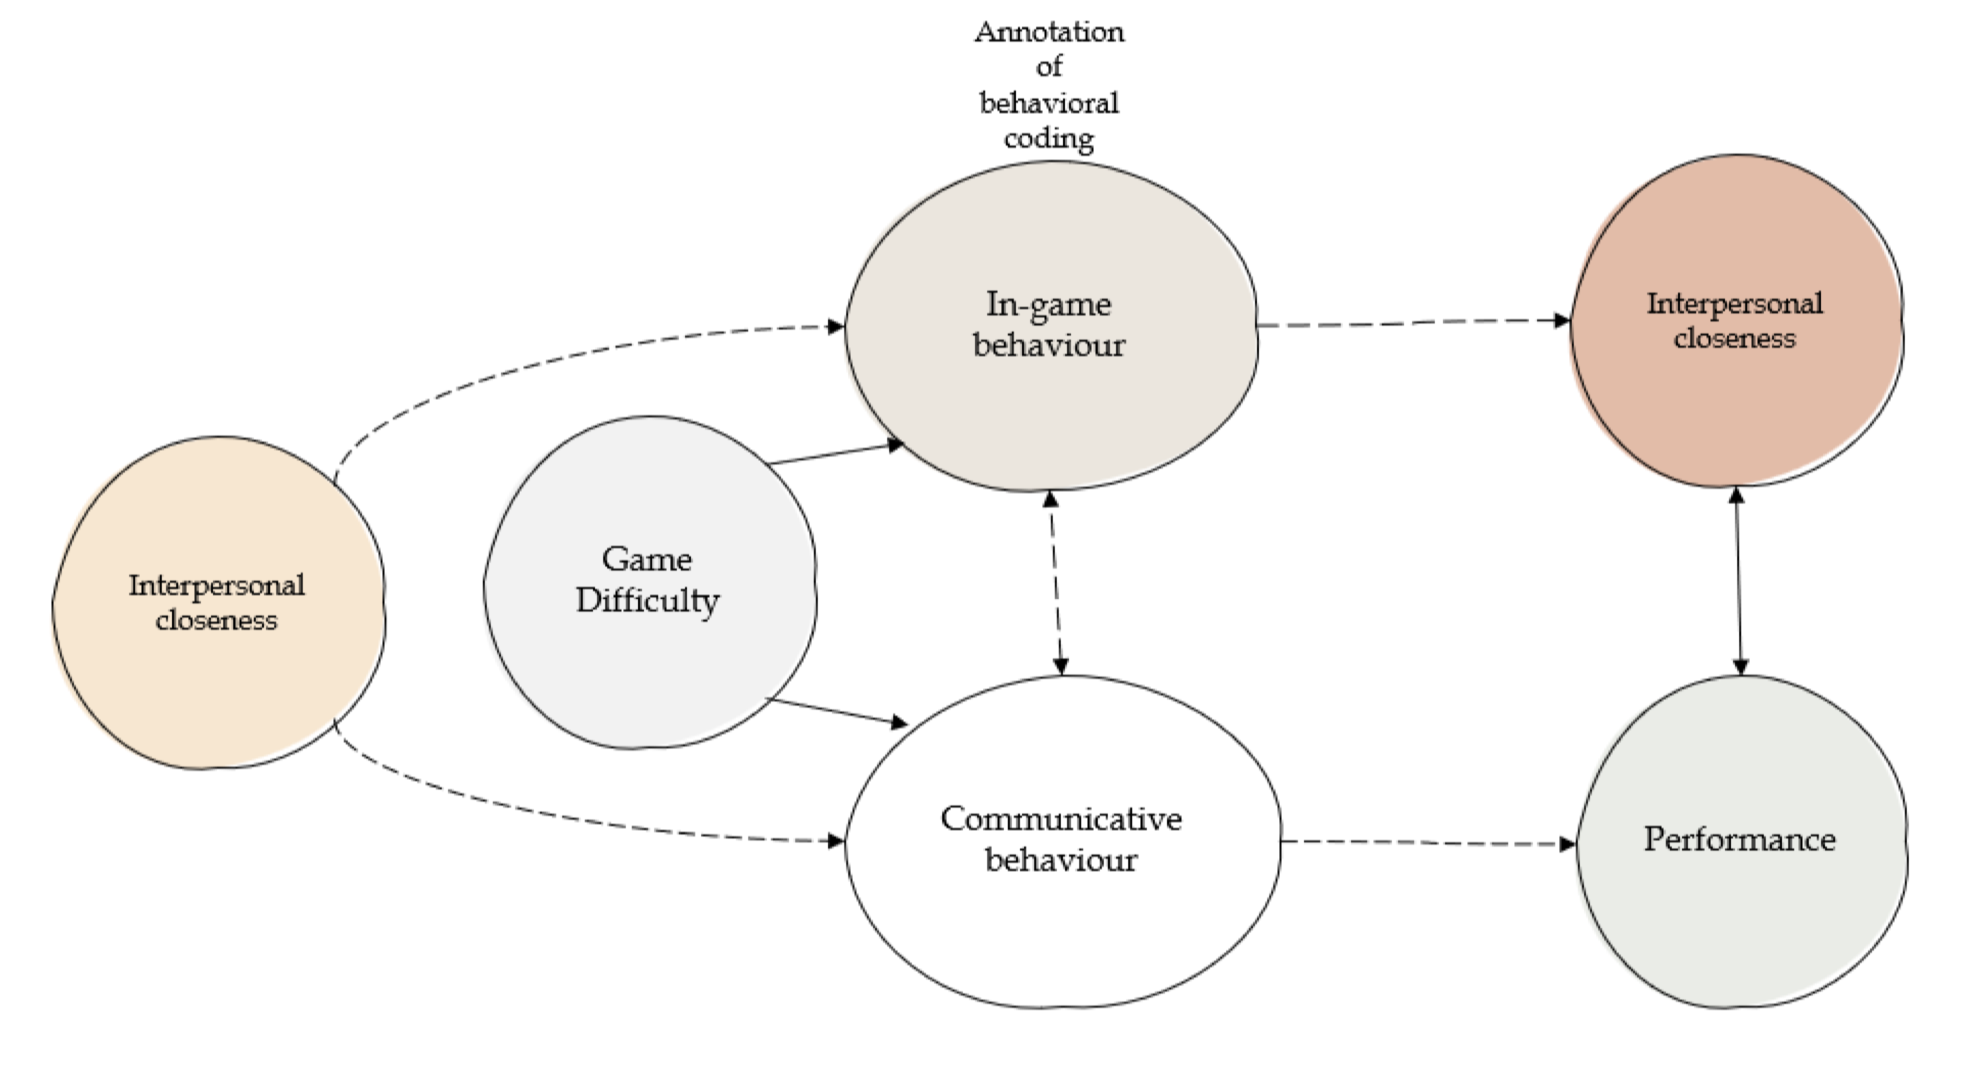 Annotation
of
behavioral
coding
In-game
behaviour
Interpersonal
closeness
Game
Difficulty
Interpersonal
closeness
Communicative
behaviour
Performance